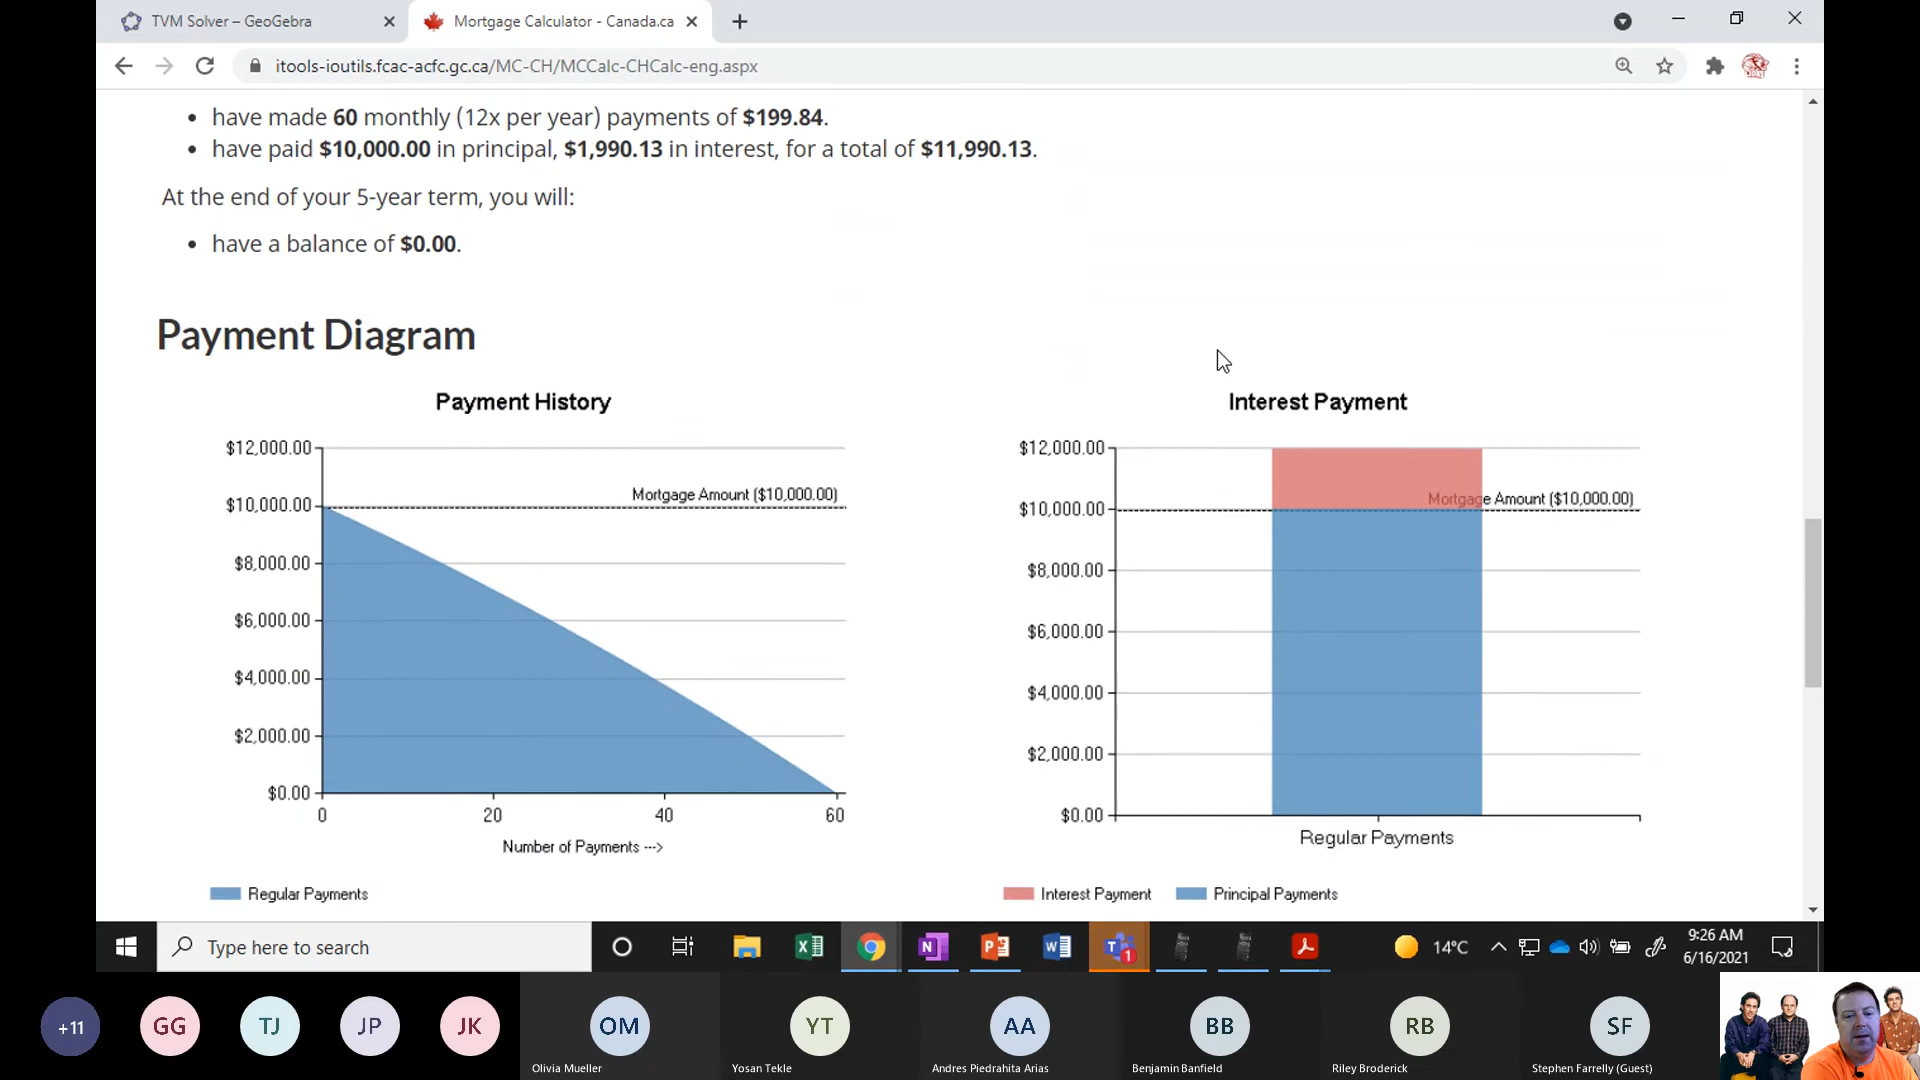 TVM Solver – GeoGebra
Mortgage Calculator - Canada.ca
itools-ioutils.fcac-acfc.gc.ca/MC-CH/MCCalc-CHCalc-eng.aspx
• have made 60 monthly (12x per year) payments of $199.84.
• have paid $10,000.00 in principal, $1,990.13 in interest, for a total of $11,990.13.
At the end of your 5-year term, you will:
• have a balance of $0.00.
Payment Diagram
Payment History
$12,000.00
Mortgage Amount ($10,000.00)
$10,000.00
$8,000.00
$6,000.00
$4,000.00
$2,000.00
$0.00
0 20 40 60
Number of Payments --->
Regular Payments
Interest Payment
$12,000.00
Mortgage Amount ($10,000.00)
$10,000.00
$8,000.00
$6,000.00
$4,000.00
$2,000.00
$0.00
Regular Payments
Interest Payment Principal Payments
Type here to search
14°C
9:26 AM
6/16/2021
+11
GG
TJ
JP
JK
OM
Olivia Mueller
YT
Yosan Tekle
AA
Andres Piedrahita Arias
BB
Benjamin Banfield
RB
Riley Broderick
SF
Stephen Farrelly (Guest)